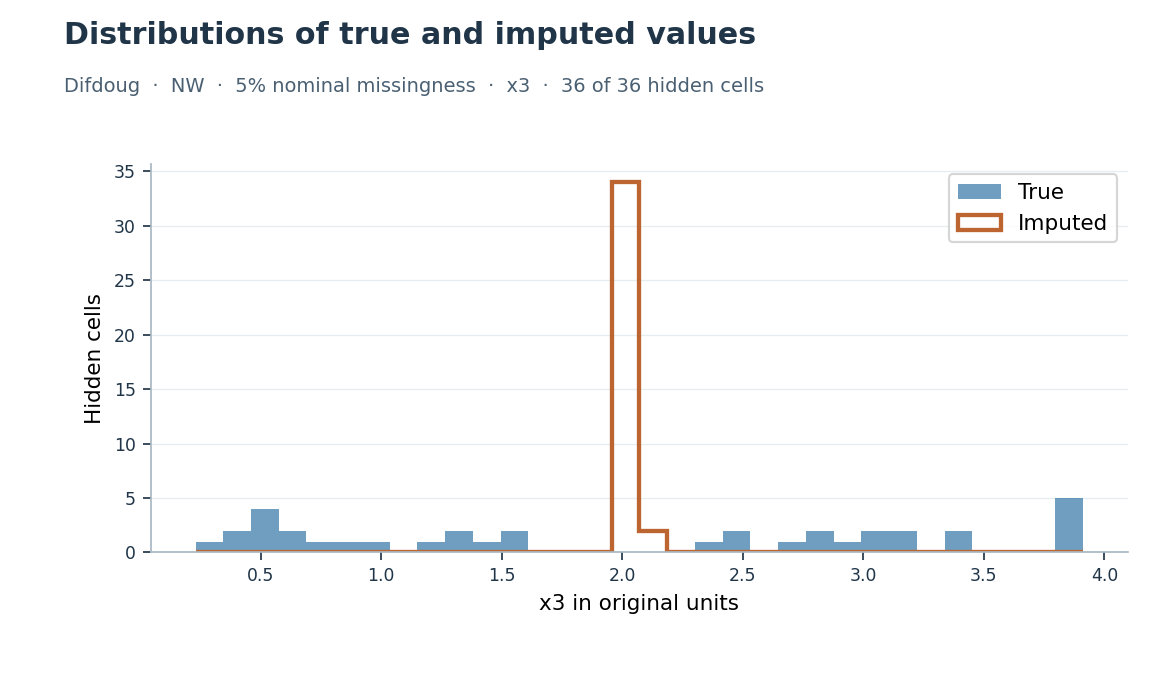 Distributions of true and imputed values
Difdoug · NW · 5% nominal missingness · x3 · 36 of 36 hidden cells
35
30
25
20
15
10
5
0
Hidden cells
True
Imputed
0.5 1.0 1.5 2.0 2.5 3.0 3.5 4.0
x3 in original units